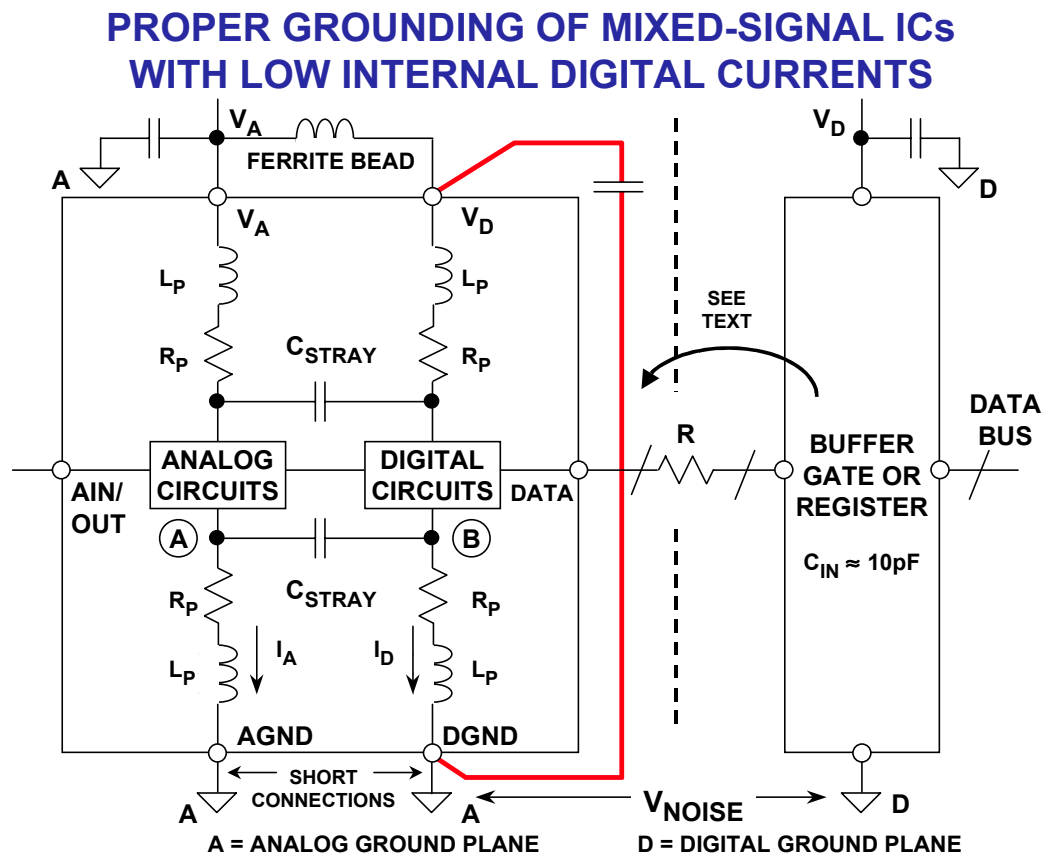 PROPER GROUNDING OF MIXED-SIGNAL ICs
WITH LOW INTERNAL DIGITAL CURRENTS
VA
FERRITE BEAD
VD
A
D
VA
VD
LP
LP
SEE
TEXT
RP
CSTRAY
RP
DATA
BUS
R
ANALOG
CIRCUITS
DIGITAL
CIRCUITS
BUFFER
GATE OR
REGISTER
AIN/
OUT
DATA
A
B
CIN ≈ 10pF
CSTRAY
RP
RP
IA
ID
LP
LP
AGND
DGND
SHORT
CONNECTIONS
A
A
VNOISE
D
A = ANALOG GROUND PLANE
D = DIGITAL GROUND PLANE